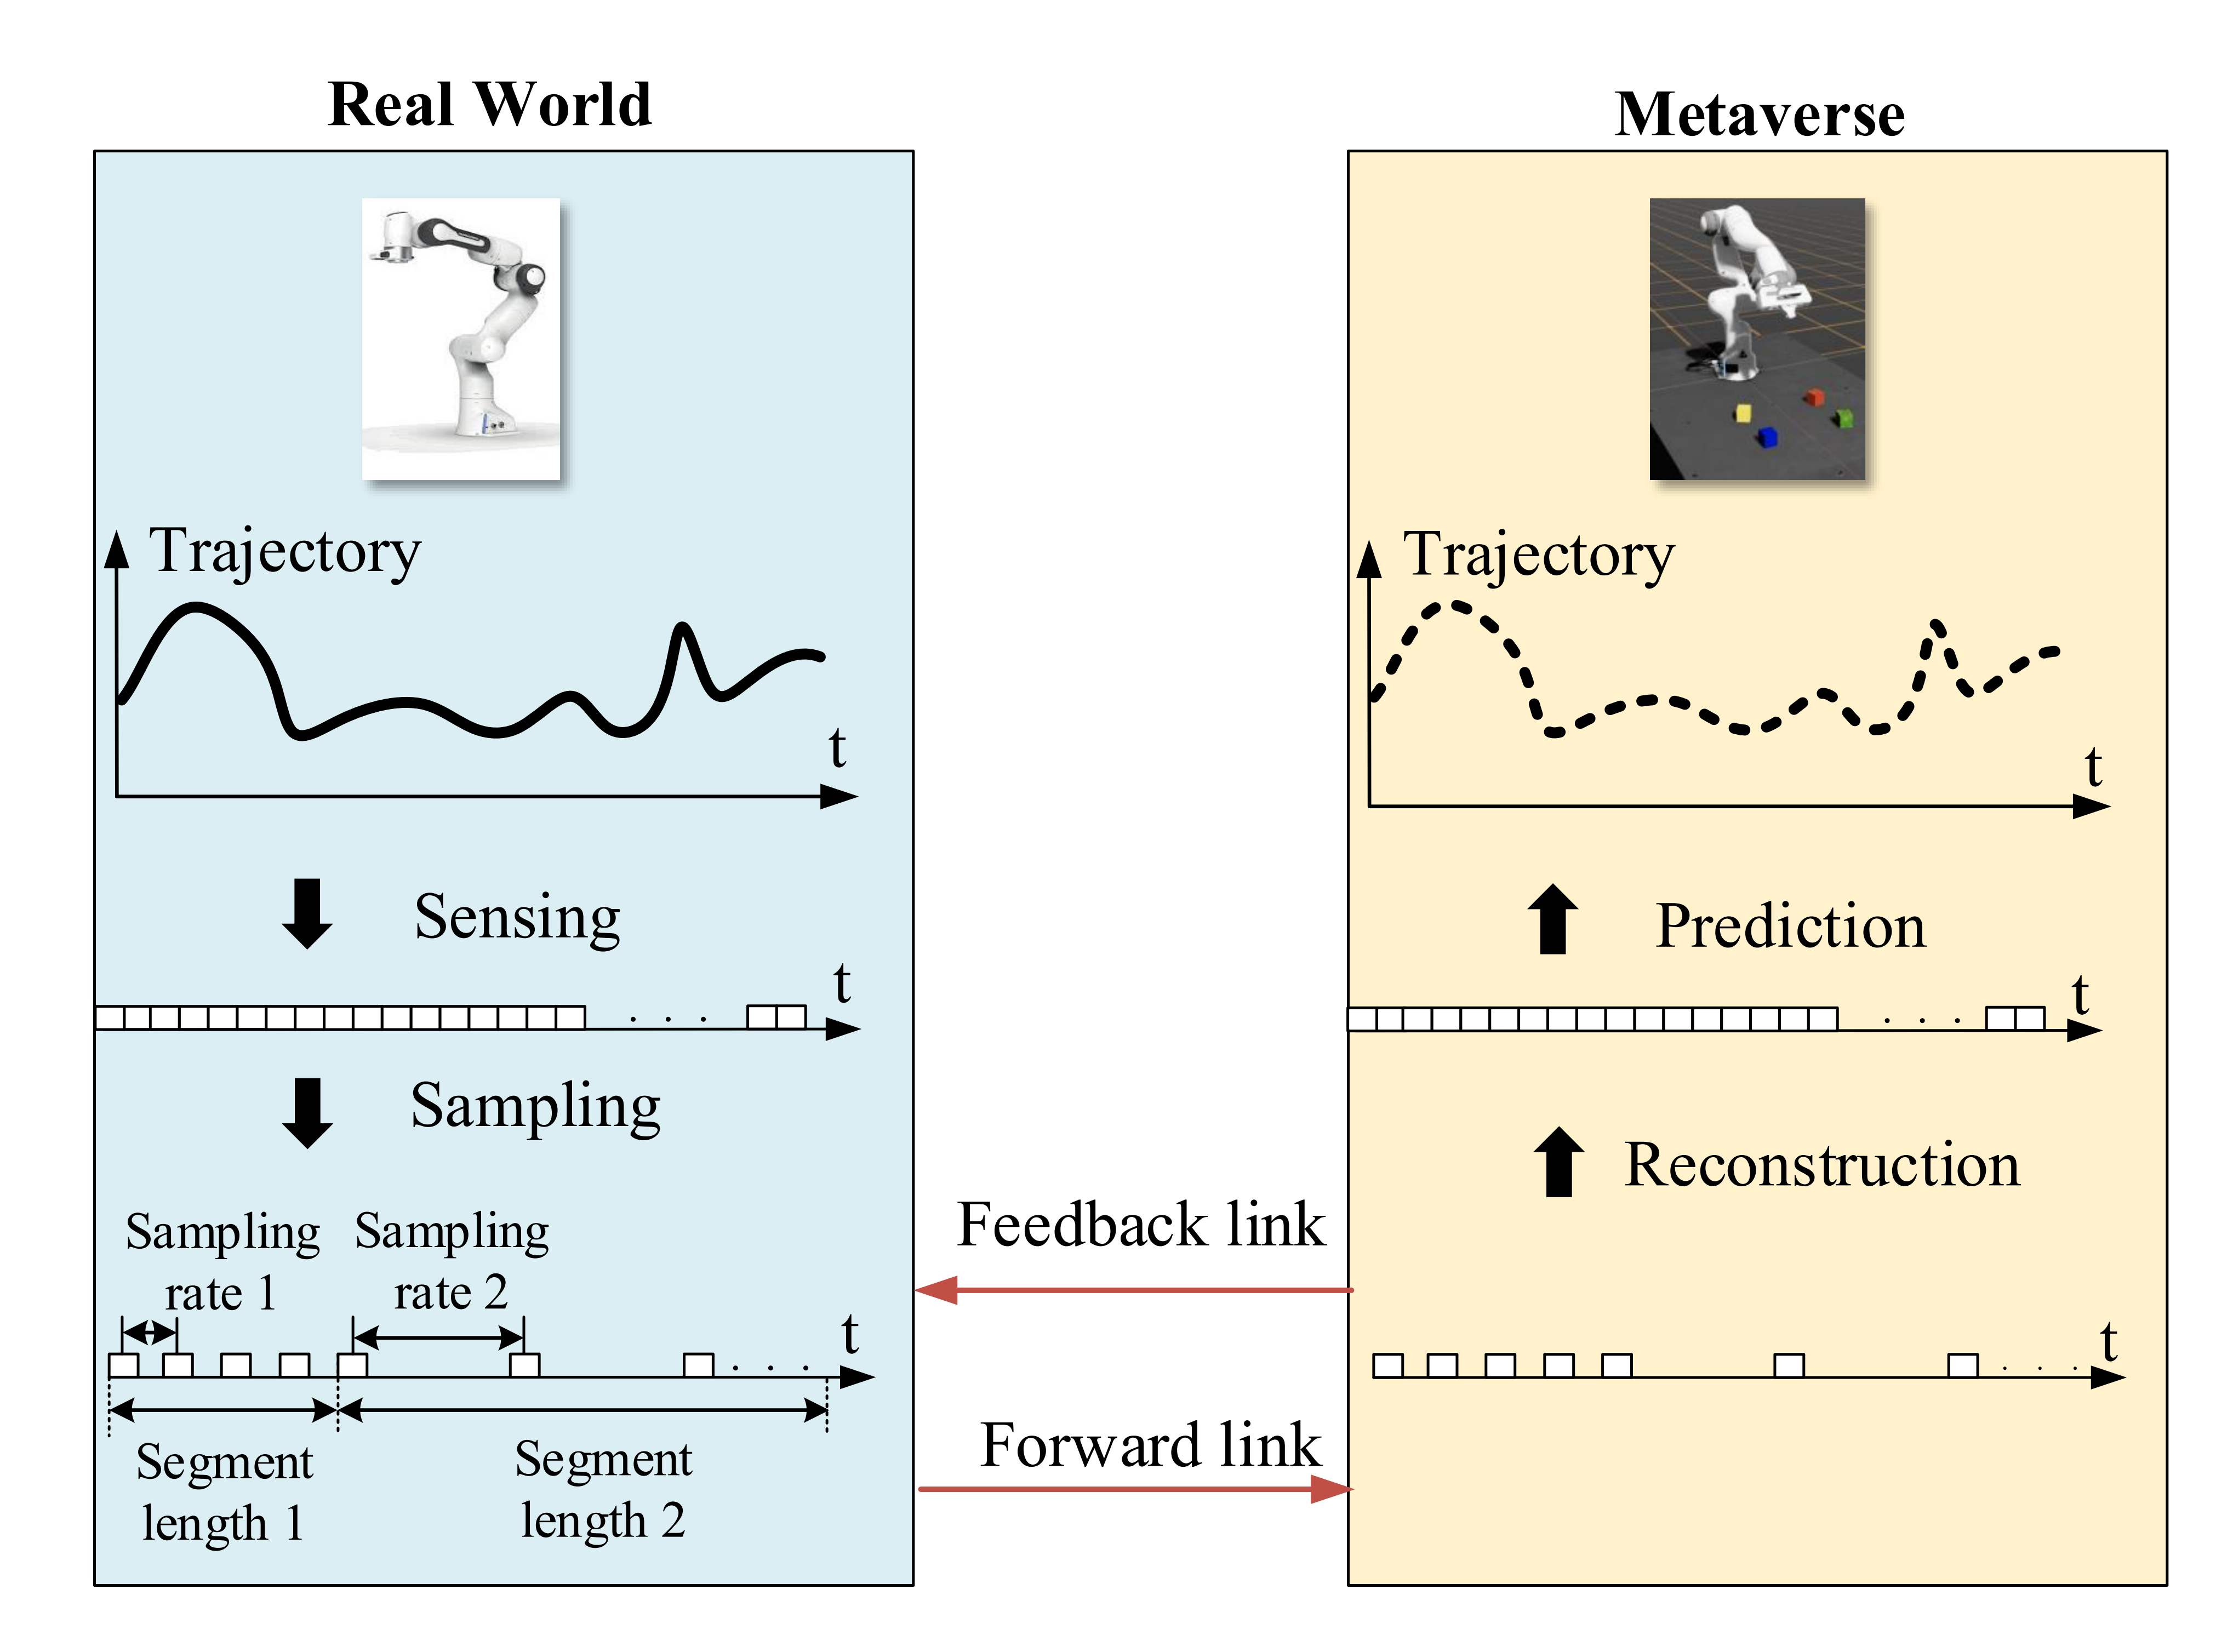 Real World
Trajectory
t
Sensing
t
Sampling
Sampling
rate 1
Sampling
rate 2
t
Segment
length 1
Segment
length 2
Feedback link
Forward link
Metaverse
Trajectory
t
Prediction
t
Reconstruction
t